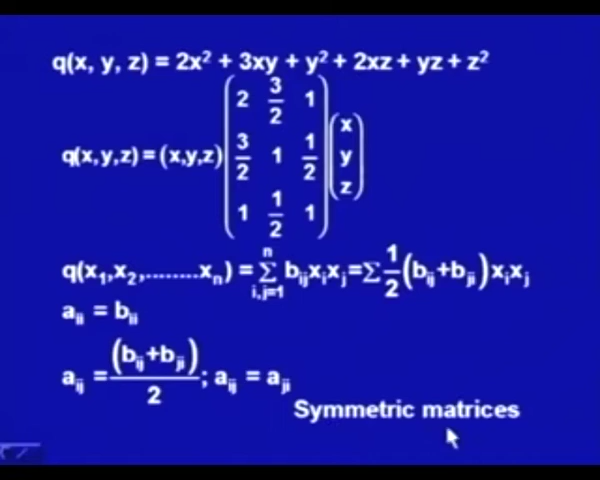 q(x, y, z) = 2x² + 3xy + y² + 2xz + yz + z²
q(x,y,z) = (x,y,z) ( 2 3/2 1 ; 3/2 1 1/2 ; 1 1/2 1 ) ( x ; y ; z )
q(x₁,x₂,........xₙ) = Σⁿᵢ,ⱼ₌₁ bᵢⱼxᵢxⱼ=Σ 1/2 (bᵢⱼ+bⱼᵢ)xᵢxⱼ
aᵢᵢ = bᵢᵢ
aᵢⱼ = (bᵢⱼ+bⱼᵢ)/2 ; aᵢⱼ = aⱼᵢ
Symmetric matrices